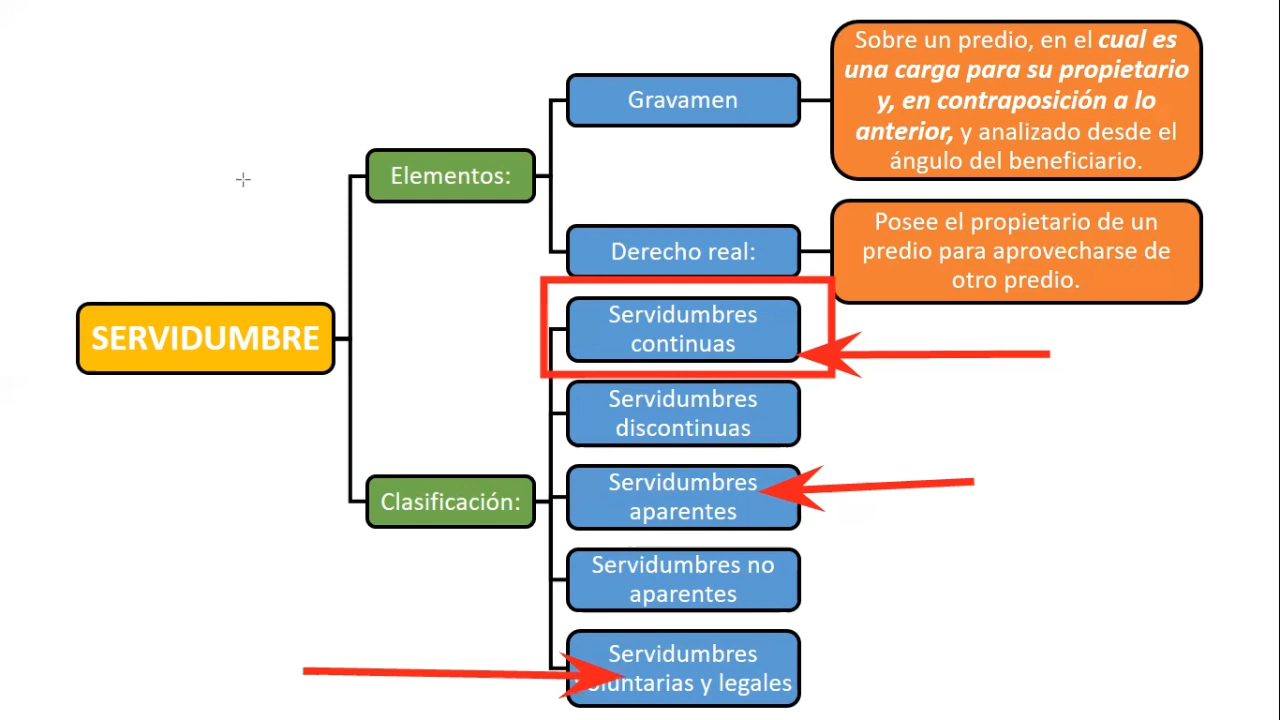 SERVIDUMBRE
Elementos:
Gravamen
Sobre un predio, en el cual es
una carga para su propietario
y, en contraposición a lo
anterior, y analizado desde el
ángulo del beneficiario.
Derecho real:
Posee el propietario de un
predio para aprovecharse de
otro predio.
Clasificación:
Servidumbres
continuas
Servidumbres
discontinuas
Servidumbres
aparentes
Servidumbres no
aparentes
Servidumbres
voluntarias y legales